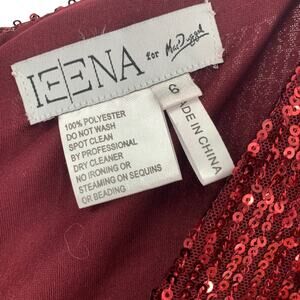 IEENA for Mac Duggal
6
MADE IN CHINA
100% POLYESTER
DO NOT WASH
SPOT CLEAN
BY PROFESSIONAL
DRY CLEANER
NO IRONING OR
STEAMING ON SEQUINS
OR BEADING